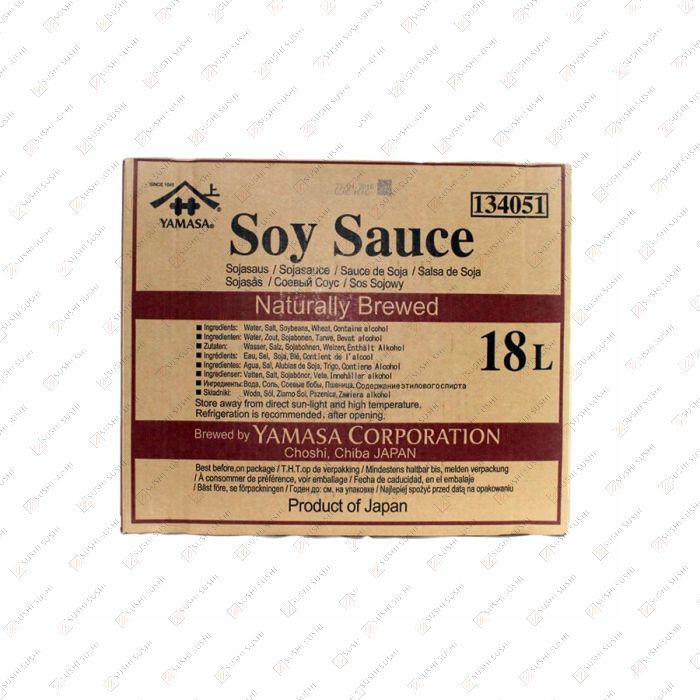 SINCE 1645
上
YAMASA®
134051
Soy Sauce
Sojasaus / Sojasauce / Sauce de Soja / Salsa de Soja
Sojasås / Соевый Соус / Sos Sojowy
Naturally Brewed
■ Ingredients: Water, Salt, Soybeans, Wheat, Contains alcohol
■ Ingredienten: Water, Zout, Sojabonen, Tarwe, Bevat alcohol
■ Zutaten: Wasser, Salz, Sojabohnen, Weizen, Enthält Alkohol
■ Ingrédients: Eau, Sel, Soja, Blé, Contient de l'alcool
■ Ingredientes: Agua, Sal, Alubias de Soja, Trigo, Contiene Alcohol
■ Ingredienser: Vatten, Salt, Sojabönor, Vete, Innehåller alkohol
■ Ингредиенты: Вода, Соль, Соевые бобы, Пшеница, Содержание этилового спирта
■ Składniki: Woda, Sól, Ziarno Soi, Pszenica, Zawiera alkohol
18L
Store away from direct sun-light and high temperature.
Refrigeration is recommended, after opening.
Brewed by YAMASA CORPORATION
Choshi, Chiba JAPAN
Best before,on package / T.H.T.op de verpakking / Mindestens haltbar bis, melden verpackung
/ À consommer de préférence, voir emballage / Fecha de caducidad, en el embalaje
/ Bäst före, se förpackningen / Годен до: см. на упаковке / Najlepiej spożyć przed datą na opakowaniu
Product of Japan
SUSHI SUSHI